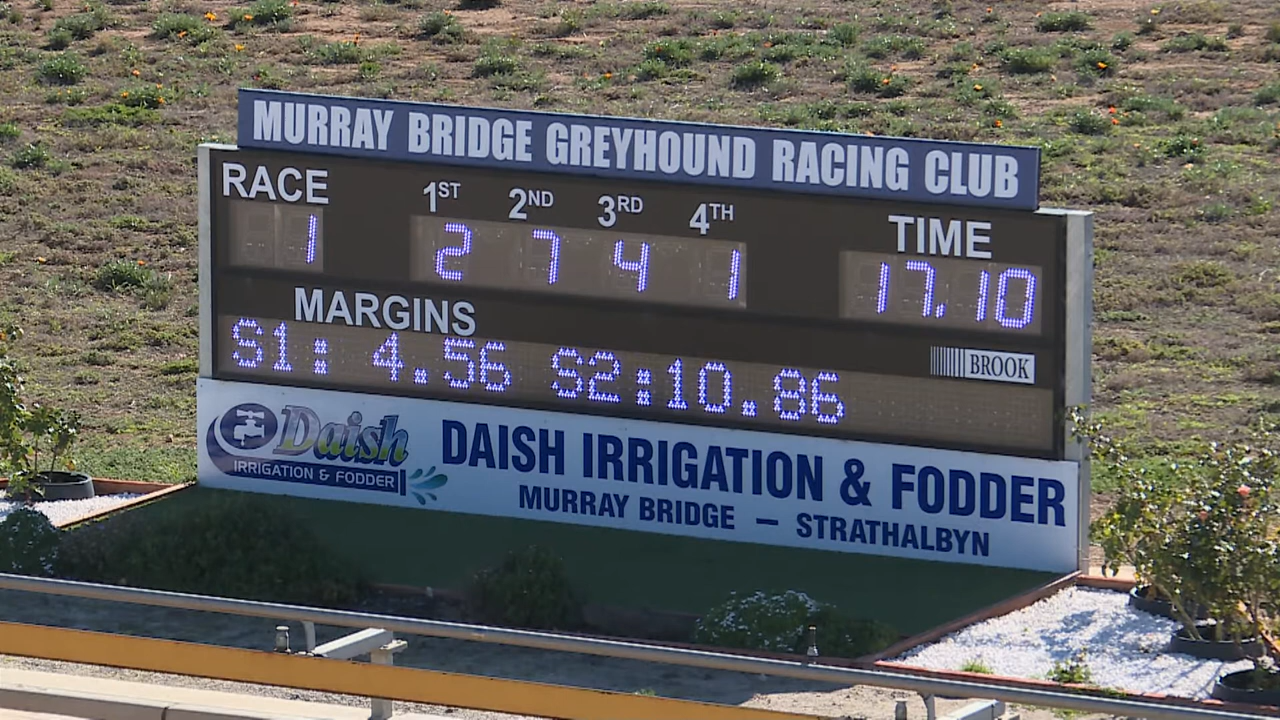 MURRAY BRIDGE GREYHOUND RACING CLUB
RACE 1ST 2ND 3RD 4TH TIME
1 2 7 4 1 17.10
MARGINS
S1: 4.56 S2:10.86
BROOK
Daish
IRRIGATION & FODDER
DAISH IRRIGATION & FODDER
MURRAY BRIDGE – STRATHALBYN